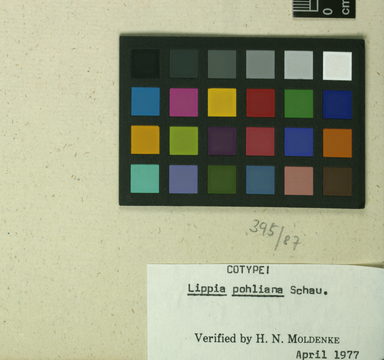 0
cm
395/87
COTYPE!
Lippia pohliana Schau.
Verified by H. N. MOLDENKE
April 1977